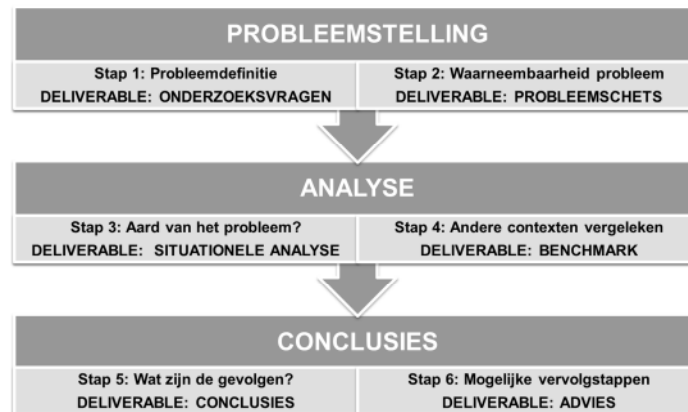 PROBLEEMSTELLING
Stap 1: Probleemdefinitie
DELIVERABLE: ONDERZOEKSVRAGEN
Stap 2: Waarneembaarheid probleem
DELIVERABLE: PROBLEEMSCHETS
ANALYSE
Stap 3: Aard van het probleem?
DELIVERABLE: SITUATIONELE ANALYSE
Stap 4: Andere contexten vergeleken
DELIVERABLE: BENCHMARK
CONCLUSIES
Stap 5: Wat zijn de gevolgen?
DELIVERABLE: CONCLUSIES
Stap 6: Mogelijke vervolgstappen
DELIVERABLE: ADVIES